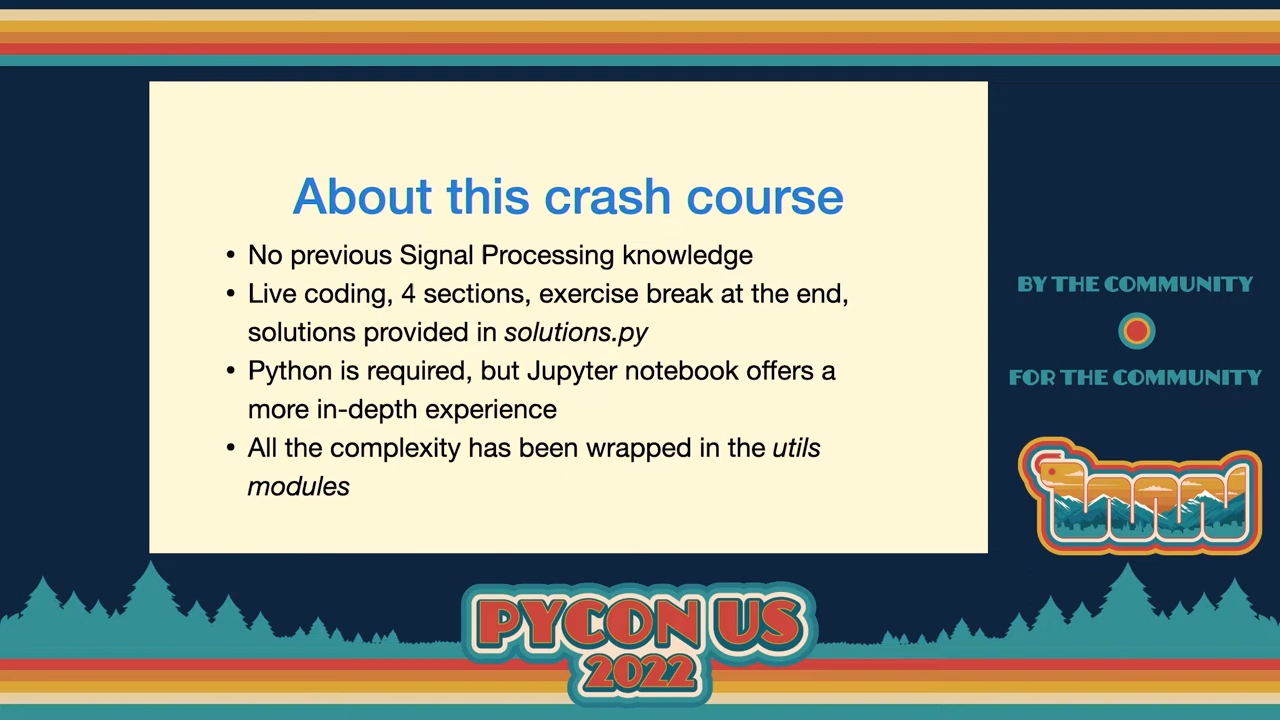 About this crash course
• No previous Signal Processing knowledge
• Live coding, 4 sections, exercise break at the end,
solutions provided in solutions.py
• Python is required, but Jupyter notebook offers a
more in-depth experience
• All the complexity has been wrapped in the utils
modules
BY THE COMMUNITY
FOR THE COMMUNITY
PYCON US
2022